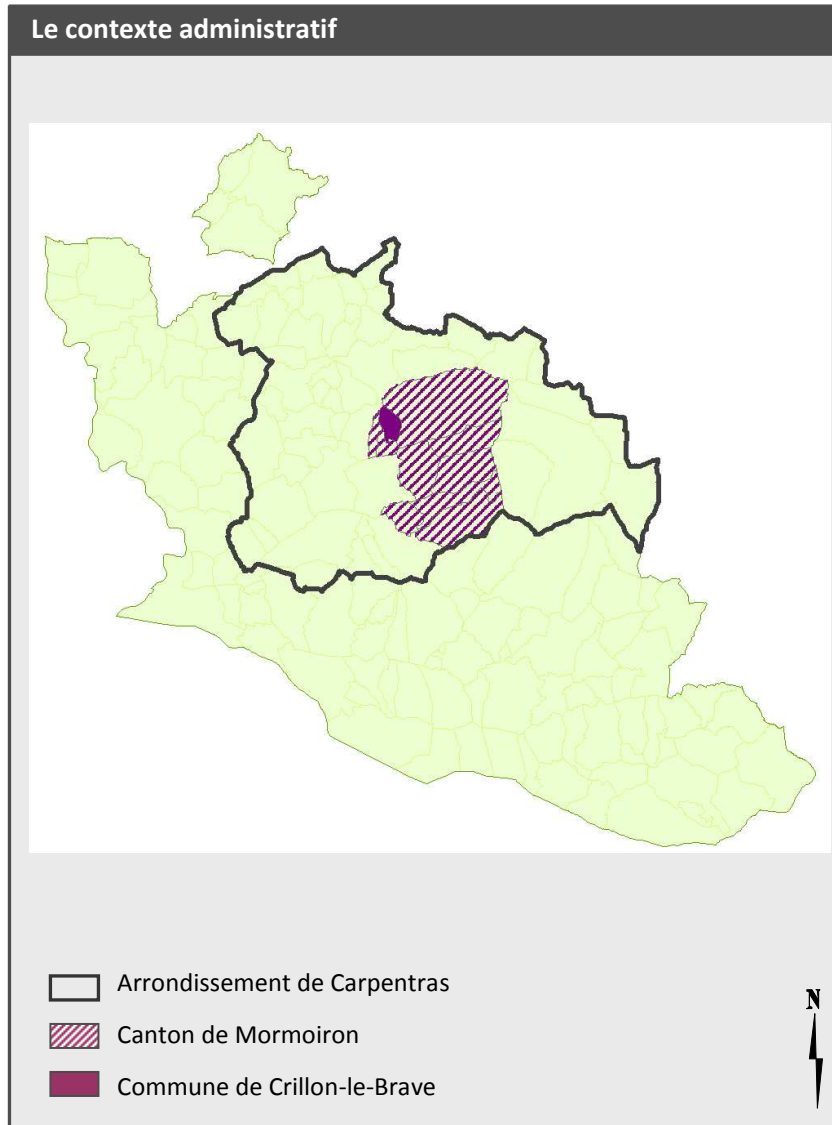 Le contexte administratif
Arrondissement de Carpentras
N
Canton de Mormoiron
Commune de Crillon-le-Brave